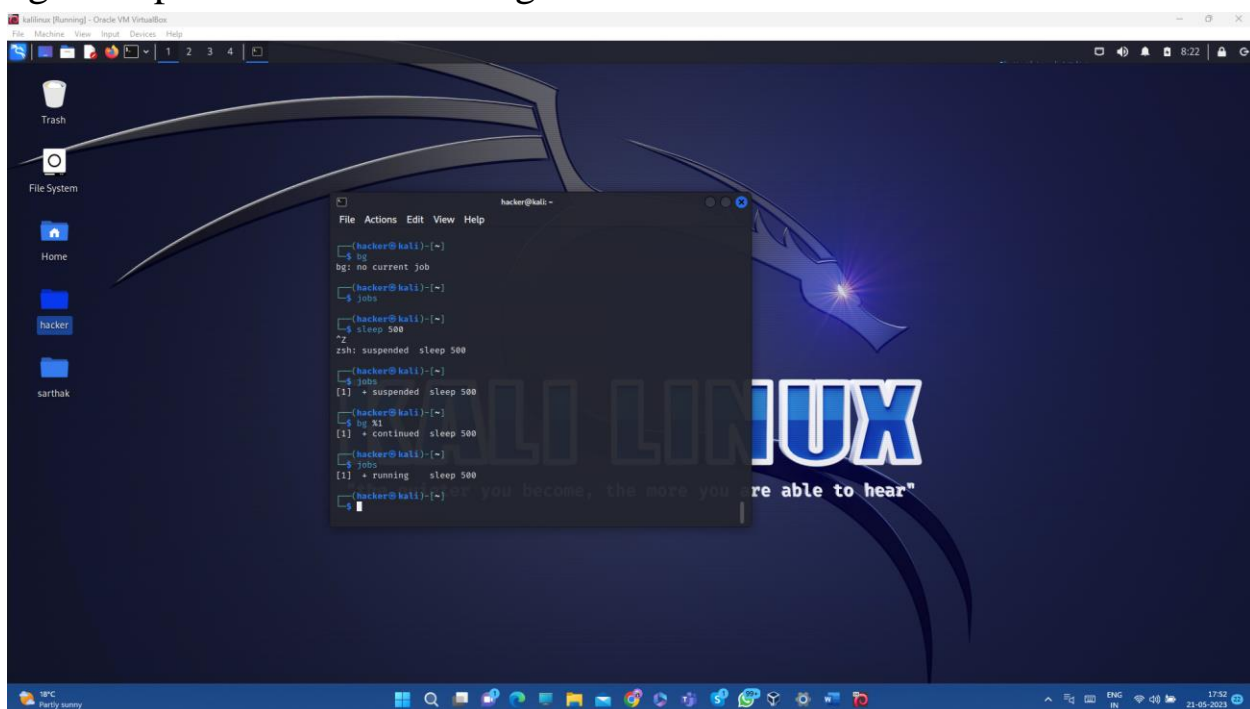 kalilinux [Running] - Oracle VM VirtualBox
File Machine View Input Devices Help
1 2 3 4
8:22
Trash
File System
Home
hacker
sarthak
hacker@kali: ~
File Actions Edit View Help
(hacker㉿kali)-[~]
$ bg
bg: no current job
(hacker㉿kali)-[~]
$ jobs
(hacker㉿kali)-[~]
$ sleep 500
^Z
zsh: suspended sleep 500
(hacker㉿kali)-[~]
$ jobs
[1] + suspended sleep 500
(hacker㉿kali)-[~]
$ bg %1
[1] + continued sleep 500
(hacker㉿kali)-[~]
$ jobs
[1] + running sleep 500
(hacker㉿kali)-[~]
$
KALI LINUX
you become, the more you are able to hear"
18°C
Partly sunny
99+
ENG
IN
17:52
21-05-2023